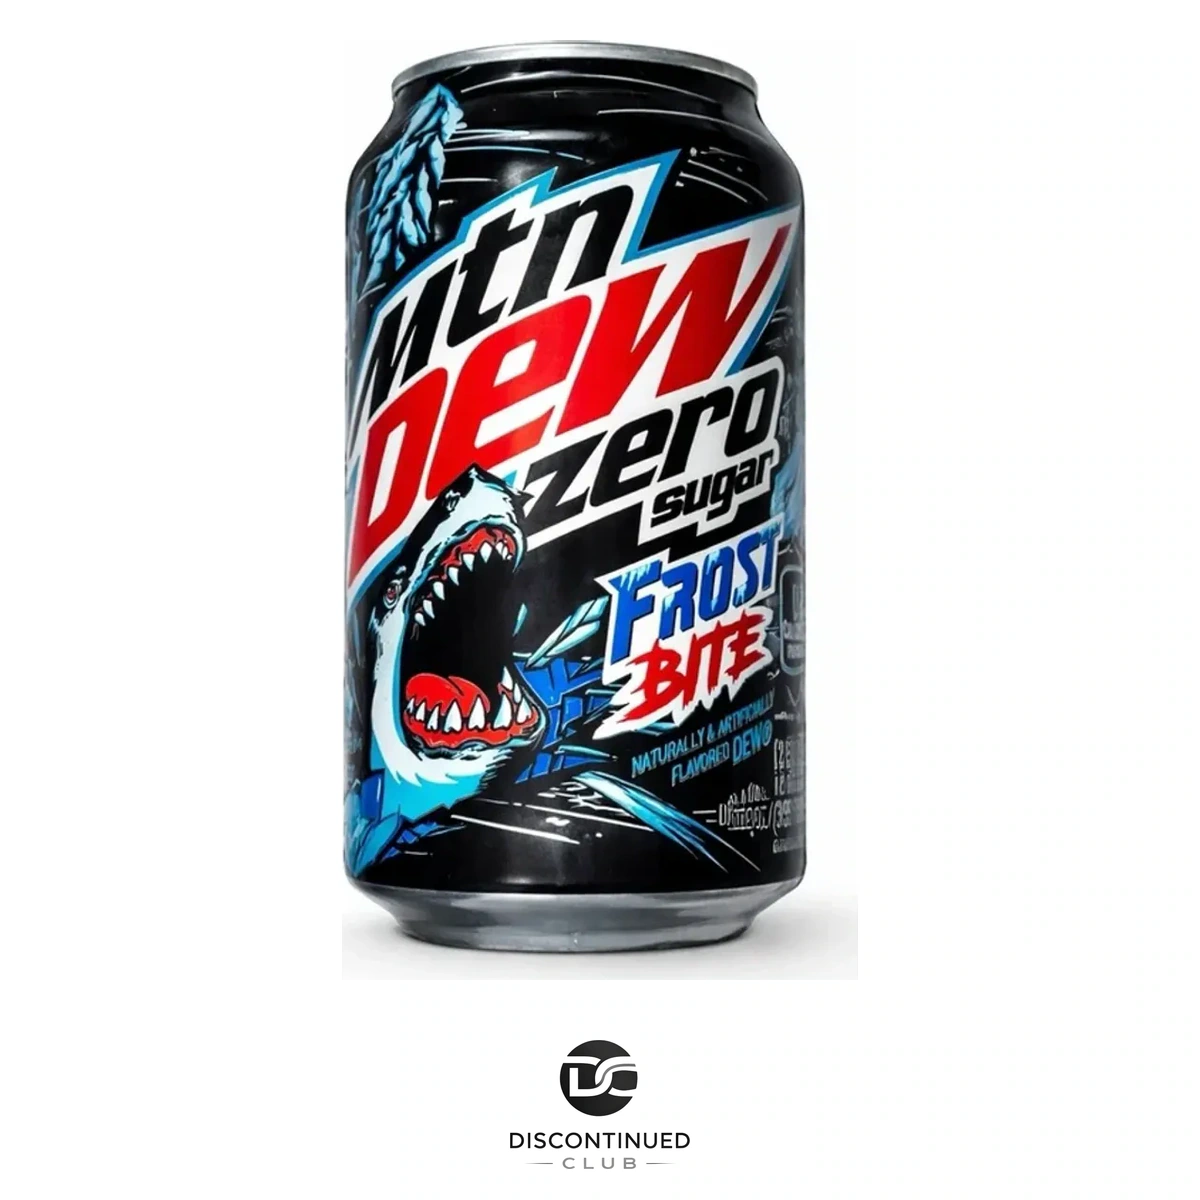 Mtn
Dew
zero
sugar
FROST
BITE
NATURALLY & ARTIFICIALLY
FLAVORED DEW®
DISCONTINUED
CLUB